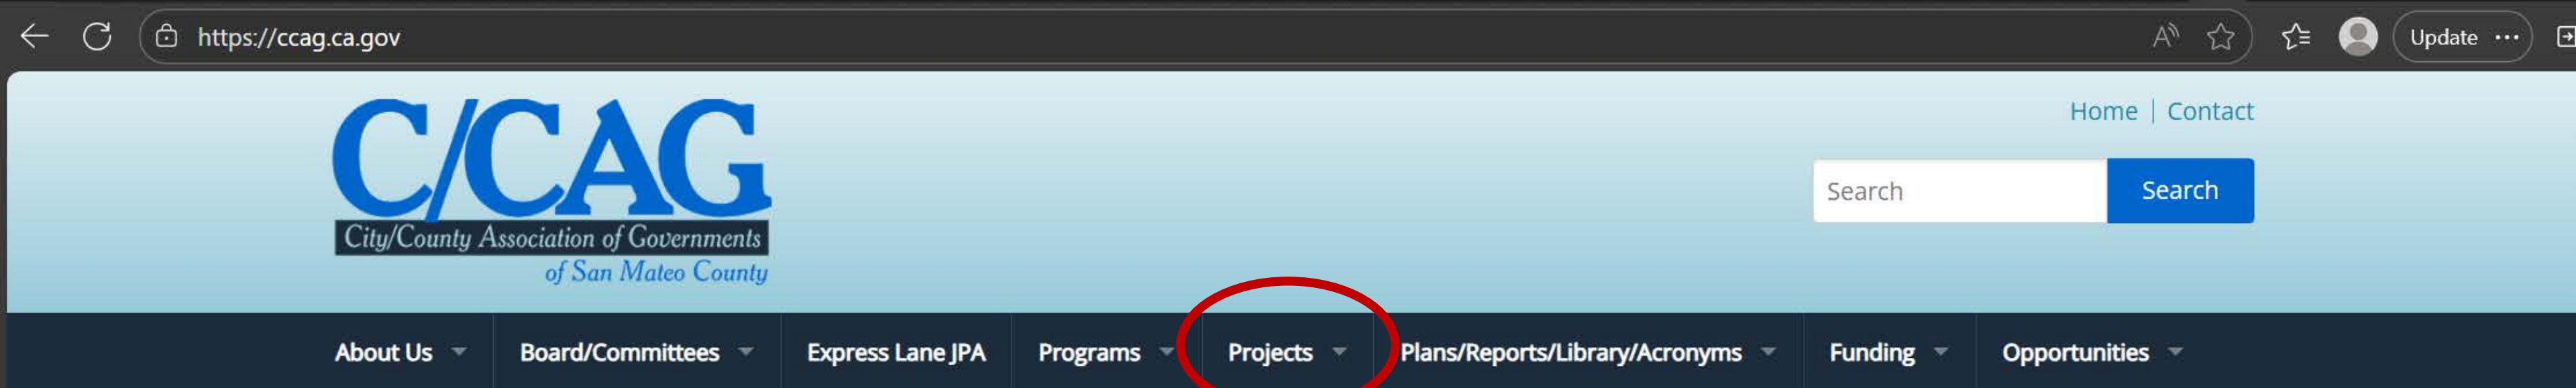 https://ccag.ca.gov
Update
Home | Contact
C/CAG
City/County Association of Governments
of San Mateo County
Search Search
About Us Board/Committees Express Lane JPA Programs Projects Plans/Reports/Library/Acronyms Funding Opportunities